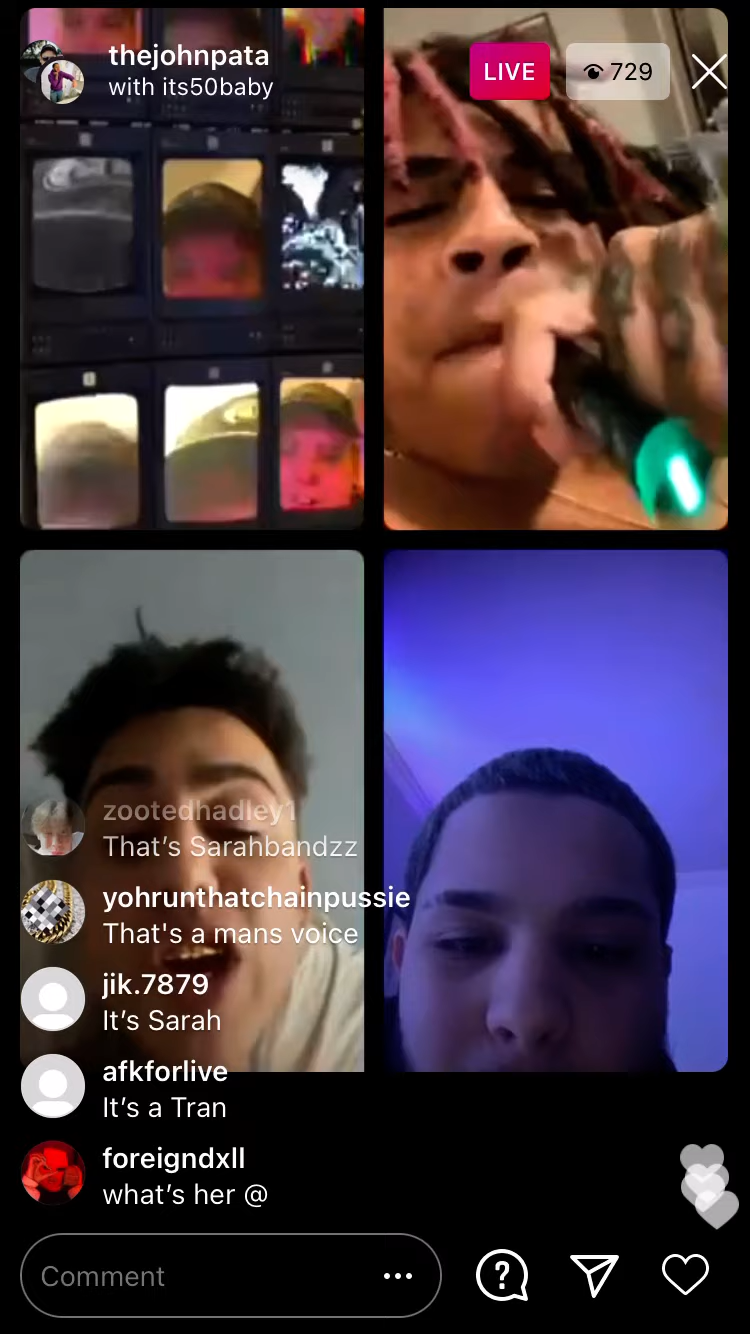 thejohnpata
with its50baby
LIVE
729
zootedhadley1
That’s Sarahbandzz
yohrunthatchainpussie
That's a mans voice
jik.7879
It’s Sarah
afkforlive
It’s a Tran
foreigndxll
what’s her @
Comment